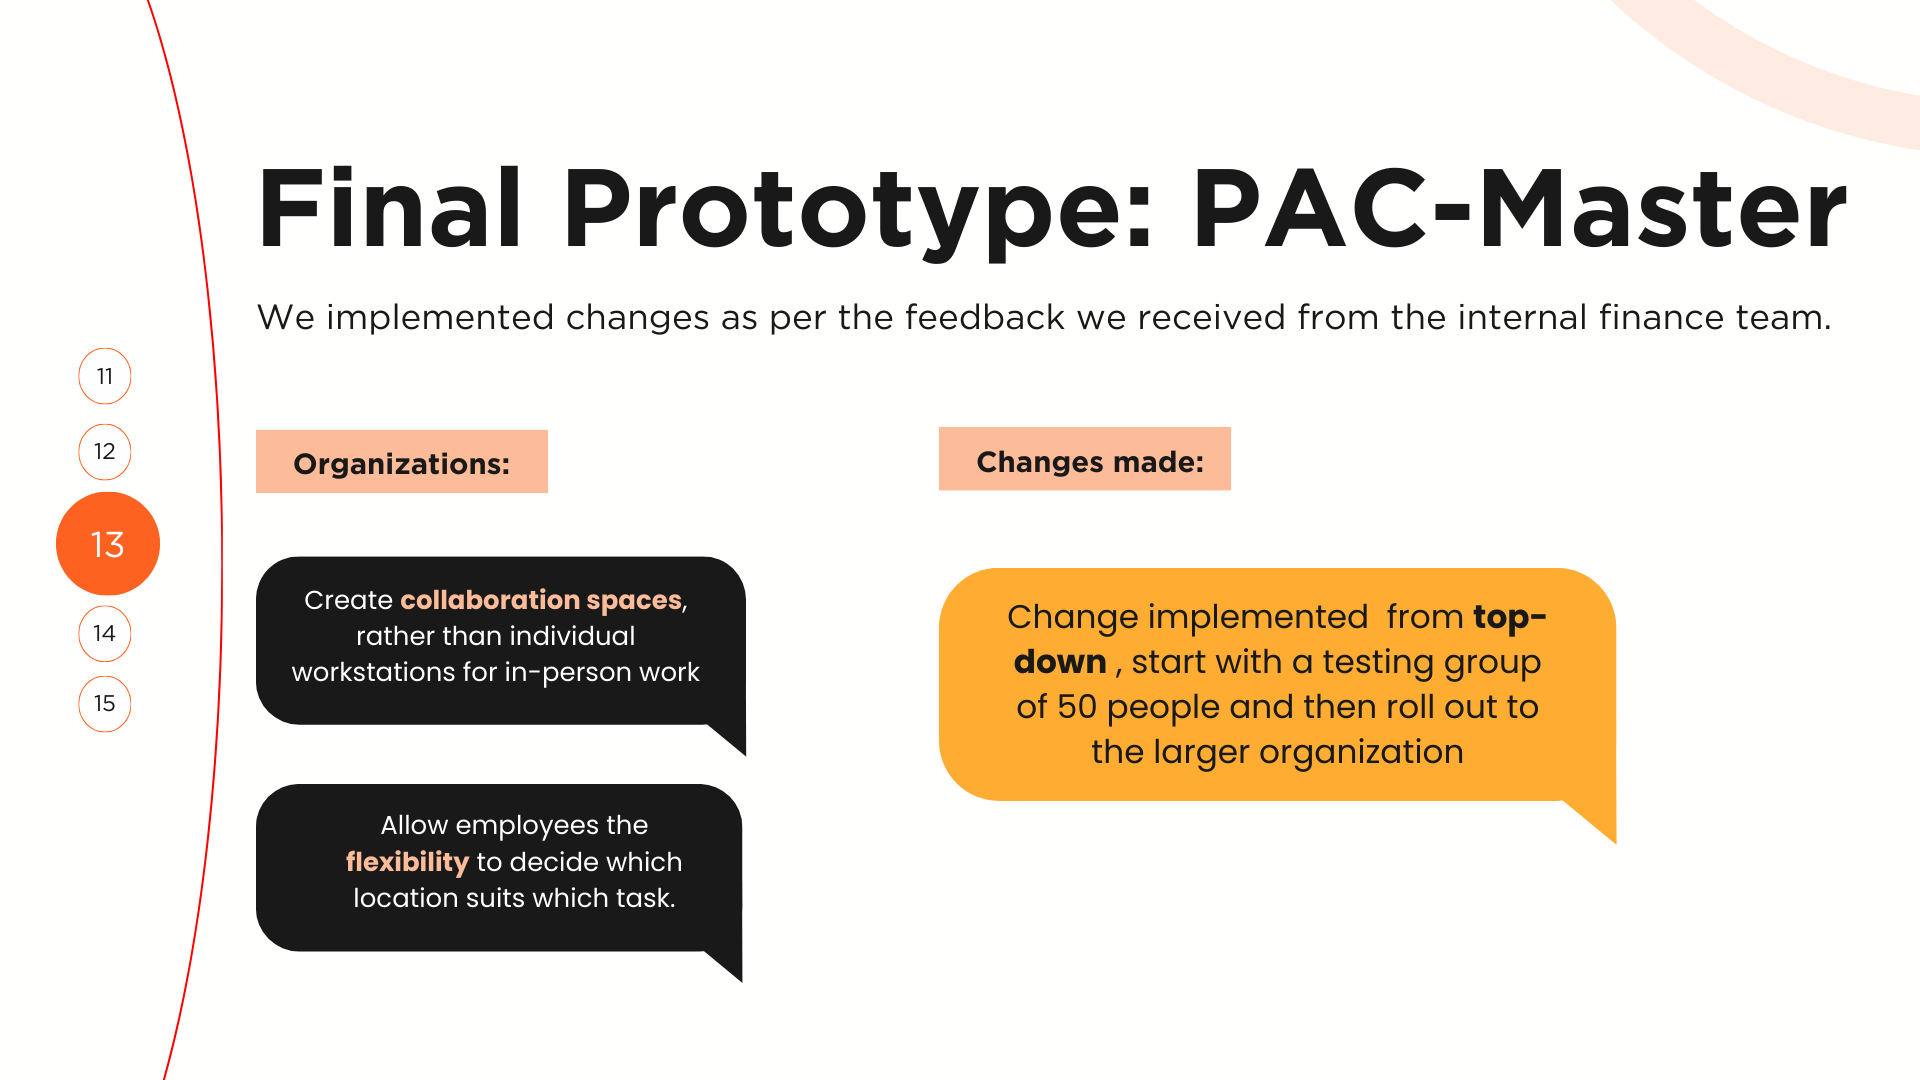 Final Prototype: PAC-Master
We implemented changes as per the feedback we received from the internal finance team.
11
12
13
14
15
Organizations:
Create collaboration spaces,
rather than individual
workstations for in-person work
Allow employees the
flexibility to decide which
location suits which task.
Changes made:
Change implemented  from top-
down , start with a testing group
of 50 people and then roll out to
the larger organization